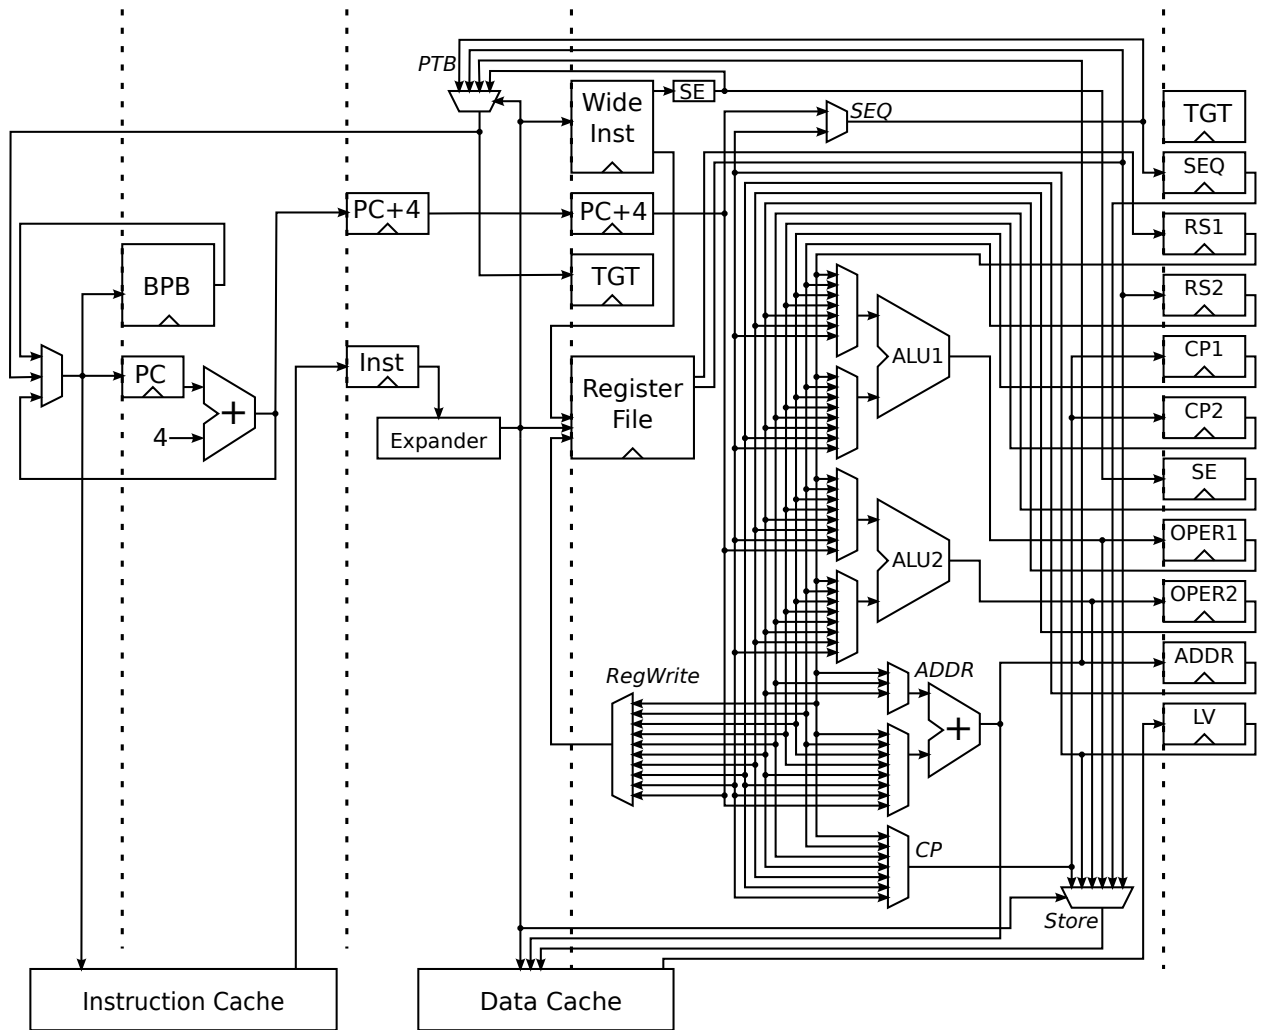 PTB
Wide
Inst
SE
SEQ
TGT
SEQ
PC+4
PC+4
RS1
BPB
TGT
RS2
ALU1
CP1
PC
Inst
Register
File
CP2
4
+
Expander
SE
OPER1
ALU2
OPER2
ADDR
RegWrite
ADDR
LV
+
CP
Store
Instruction Cache
Data Cache